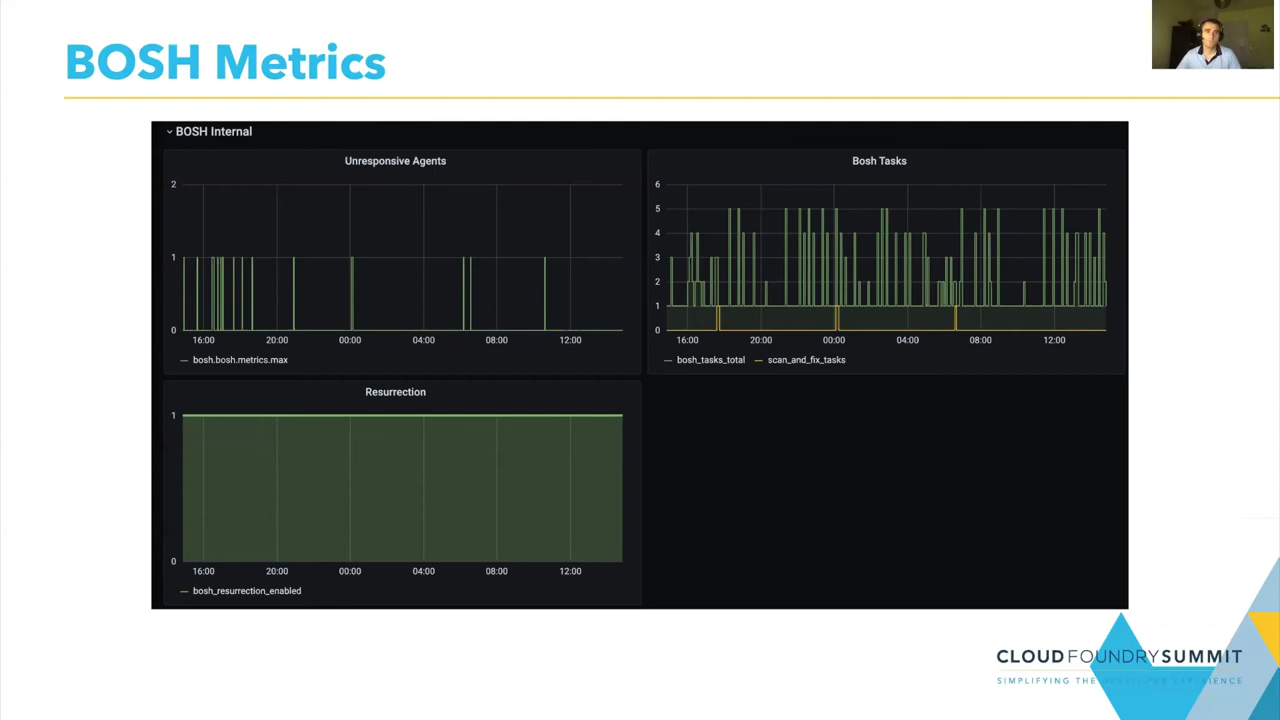 BOSH Metrics
BOSH Internal
Unresponsive Agents
2
1
0
16:00 20:00 00:00 04:00 08:00 12:00
bosh.bosh.metrics.max
Bosh Tasks
6
5
4
3
2
1
0
16:00 20:00 00:00 04:00 08:00 12:00
bosh_tasks_total scan_and_fix_tasks
Resurrection
1
0
16:00 20:00 00:00 04:00 08:00 12:00
bosh_resurrection_enabled
CLOUDFOUNDRYSUMMIT
SIMPLIFYING THE